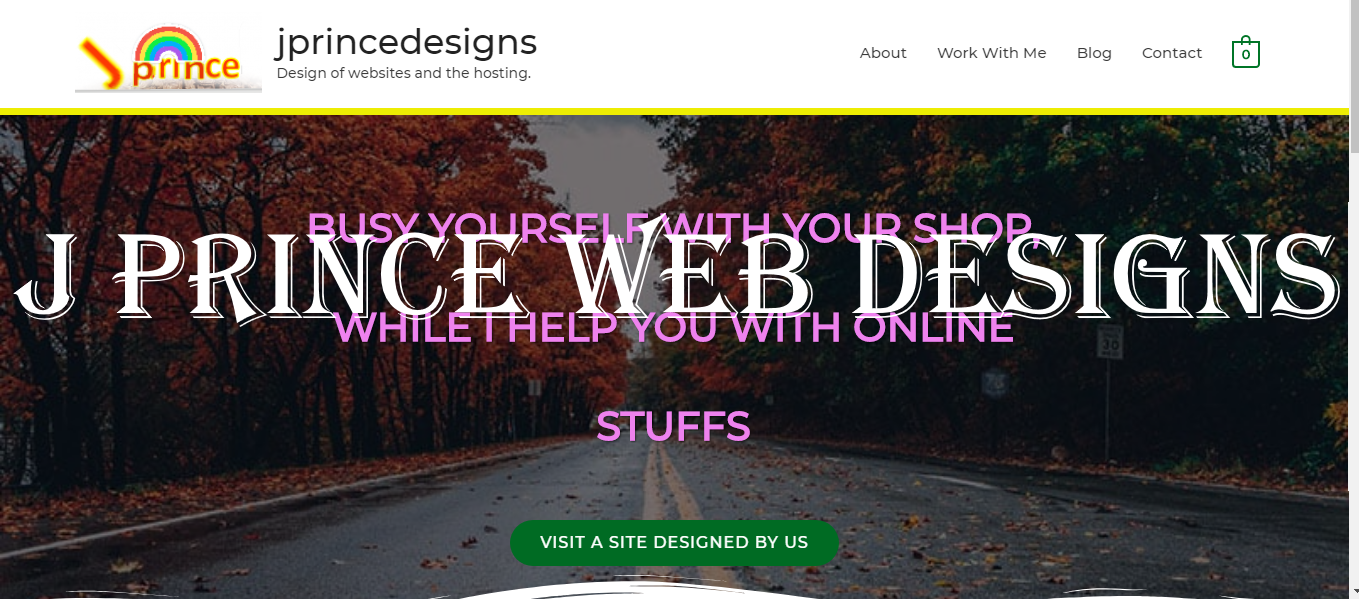 J prince
jprincedesigns
Design of websites and the hosting.
About Work With Me Blog Contact 0
BUSY YOURSELF WITH YOUR SHOP,
J PRINCE WEB DESIGNS
WHILE I HELP YOU WITH ONLINE
STUFFS
VISIT A SITE DESIGNED BY US
30